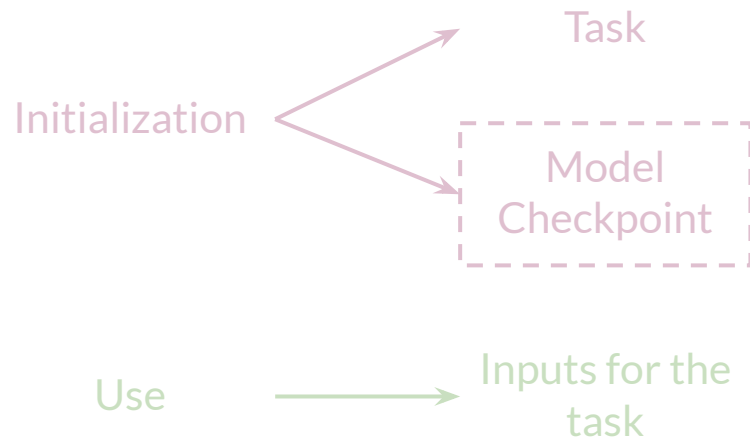 Task
Initialization
Model
Checkpoint
Use
Inputs for the
task